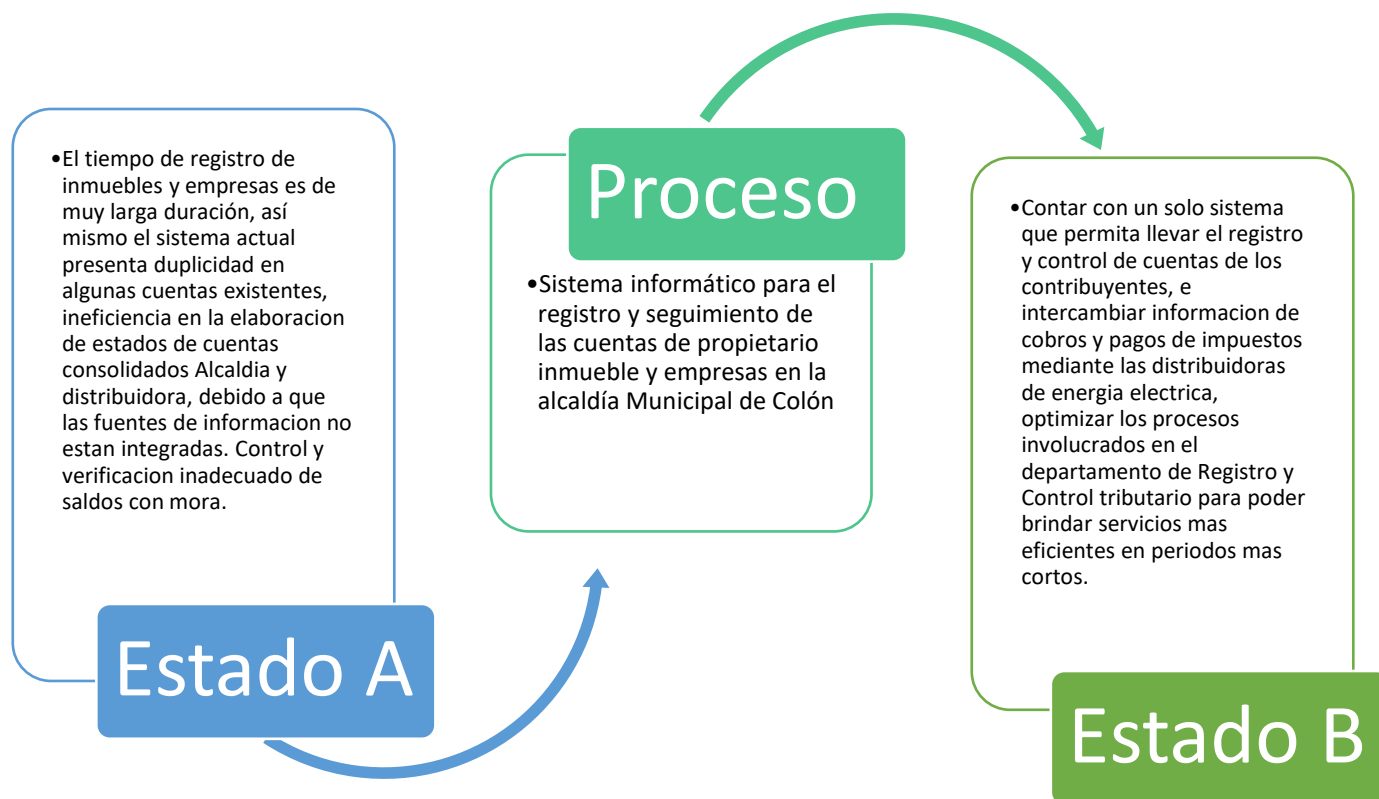 •El tiempo de registro de
inmuebles y empresas es de
muy larga duración, así
mismo el sistema actual
presenta duplicidad en
algunas cuentas existentes,
ineficiencia en la elaboracion
de estados de cuentas
consolidados Alcaldia y
distribuidora, debido a que
las fuentes de informacion no
estan integradas. Control y
verificacion inadecuado de
saldos con mora.
Estado A
Proceso
•Sistema informático para el
registro y seguimiento de
las cuentas de propietario
inmueble y empresas en la
alcaldía Municipal de Colón
•Contar con un solo sistema
que permita llevar el registro
y control de cuentas de los
contribuyentes, e
intercambiar informacion de
cobros y pagos de impuestos
mediante las distribuidoras
de energia electrica,
optimizar los procesos
involucrados en el
departamento de Registro y
Control tributario para poder
brindar servicios mas
eficientes en periodos mas
cortos.
Estado B